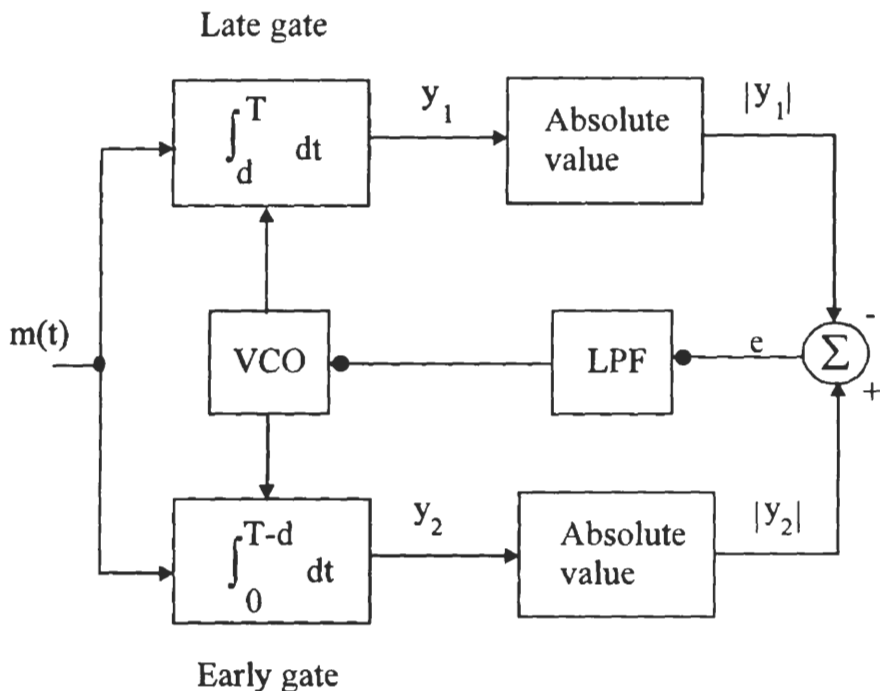 Late gate
∫_d^T dt
y₁
Absolute
value
|y₁|
m(t)
VCO
LPF
e
Σ
-
+
∫_0^{T-d} dt
y₂
Absolute
value
|y₂|
Early gate